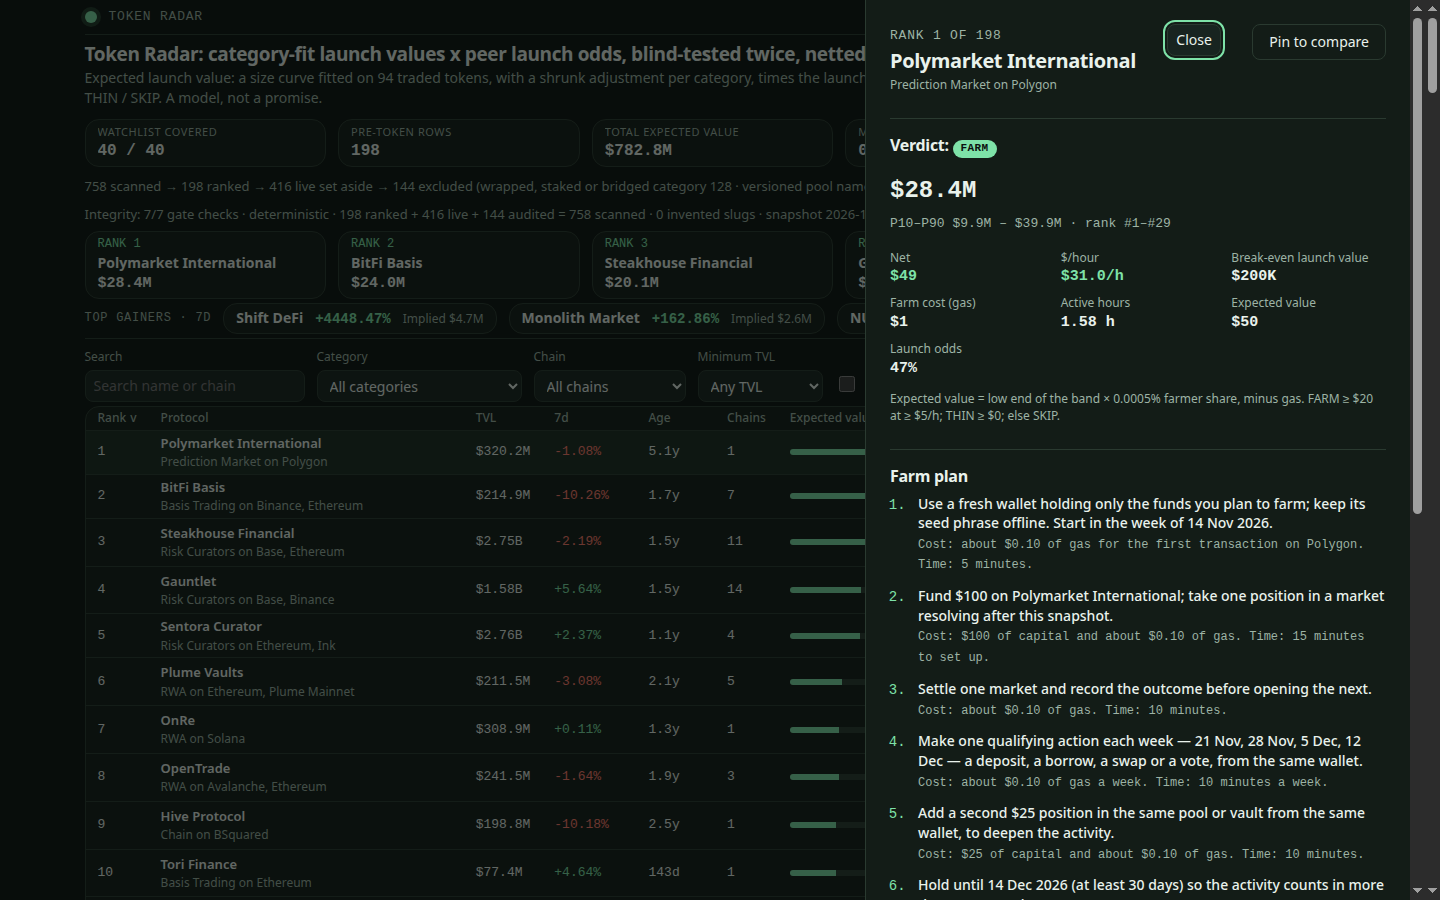 TOKEN RADAR
Token Radar: category-fit launch values x peer launch odds, blind-tested twice, netted
Expected launch value: a size curve fitted on 94 traded tokens, with a shrunk adjustment per category, times the launch
THIN / SKIP. A model, not a promise.
WATCHLIST COVERED
40 / 40
PRE-TOKEN ROWS
198
TOTAL EXPECTED VALUE
$782.8M
758 scanned → 198 ranked → 416 live set aside → 144 excluded (wrapped, staked or bridged category 128 · versioned pool nam
Integrity: 7/7 gate checks · deterministic · 198 ranked + 416 live + 144 audited = 758 scanned · 0 invented slugs · snapshot 2026-1
RANK 1
Polymarket International
$28.4M
RANK 2
BitFi Basis
$24.0M
RANK 3
Steakhouse Financial
$20.1M
TOP GAINERS · 7D
Shift DeFi +4448.47% Implied $4.7M
Monolith Market +162.86% Implied $2.6M
Search
Category
Chain
Minimum TVL
Search name or chain
All categories
All chains
Any TVL
Rank v Protocol TVL 7d Age Chains Expected valu
1 Polymarket International $320.2M -1.08% 5.1y 1
Prediction Market on Polygon
2 BitFi Basis $214.9M -10.26% 1.7y 7
Basis Trading on Binance, Ethereum
3 Steakhouse Financial $2.75B -2.19% 1.5y 11
Risk Curators on Base, Ethereum
4 Gauntlet $1.58B +5.64% 1.5y 14
Risk Curators on Base, Binance
5 Sentora Curator $2.76B +2.37% 1.1y 4
Risk Curators on Ethereum, Ink
6 Plume Vaults $211.5M -3.08% 2.1y 5
RWA on Ethereum, Plume Mainnet
7 OnRe $308.9M +0.11% 1.3y 1
RWA on Solana
8 OpenTrade $241.5M -1.64% 1.9y 3
RWA on Avalanche, Ethereum
9 Hive Protocol $198.8M -10.18% 2.5y 1
Chain on BSquared
10 Tori Finance $77.4M +4.64% 143d 1
Basis Trading on Ethereum
RANK 1 OF 198
Polymarket International
Prediction Market on Polygon
Close
Pin to compare
Verdict: FARM
$28.4M
P10–P90 $9.9M – $39.9M · rank #1–#29
Net
$49
$/hour
$31.0/h
Break-even launch value
$200K
Farm cost (gas)
$1
Active hours
1.58 h
Expected value
$50
Launch odds
47%
Expected value = low end of the band × 0.0005% farmer share, minus gas. FARM ≥ $20
at ≥ $5/h; THIN ≥ $0; else SKIP.
Farm plan
1. Use a fresh wallet holding only the funds you plan to farm; keep its
seed phrase offline. Start in the week of 14 Nov 2026.
Cost: about $0.10 of gas for the first transaction on Polygon.
Time: 5 minutes.
2. Fund $100 on Polymarket International; take one position in a market
resolving after this snapshot.
Cost: $100 of capital and about $0.10 of gas. Time: 15 minutes
to set up.
3. Settle one market and record the outcome before opening the next.
Cost: about $0.10 of gas. Time: 10 minutes.
4. Make one qualifying action each week — 21 Nov, 28 Nov, 5 Dec, 12
Dec — a deposit, a borrow, a swap or a vote, from the same wallet.
Cost: about $0.10 of gas a week. Time: 10 minutes a week.
5. Add a second $25 position in the same pool or vault from the same
wallet, to deepen the activity.
Cost: $25 of capital and about $0.10 of gas. Time: 10 minutes.
6. Hold until 14 Dec 2026 (at least 30 days) so the activity counts in more